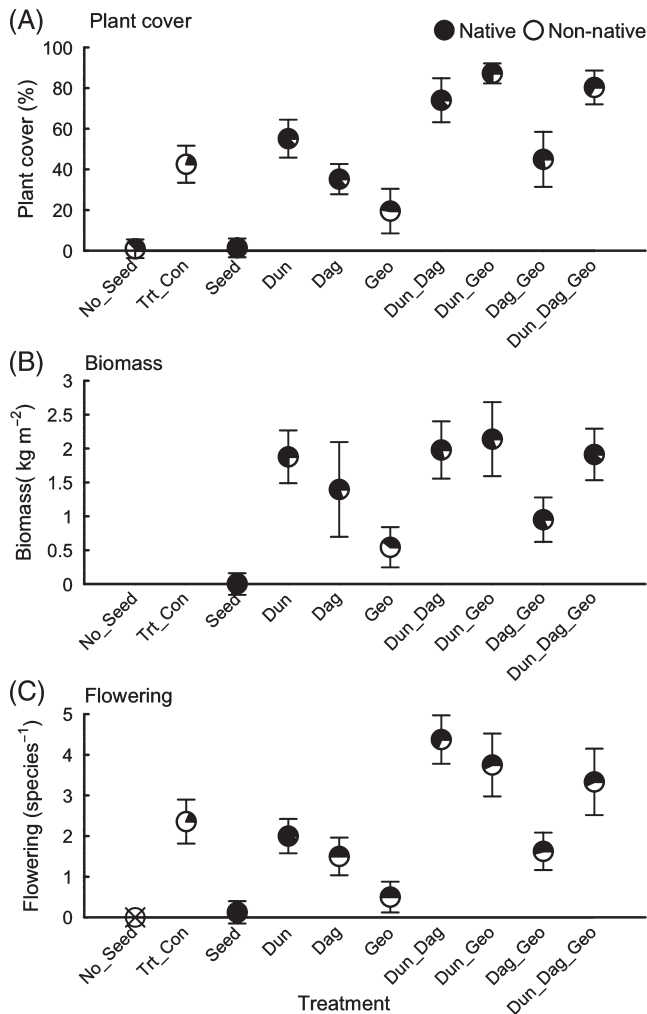 (A) Plant cover
Native Non-native
Plant cover (%)
100
80
60
40
20
0
No_Seed Trt_Con Seed Dun Dag Geo Dun_Dag Dun_Geo Dag_Geo Dun_Dag_Geo
(B) Biomass
Biomass( kg m⁻²)
3
2.5
2
1.5
1
0.5
0
No_Seed Trt_Con Seed Dun Dag Geo Dun_Dag Dun_Geo Dag_Geo Dun_Dag_Geo
(C) Flowering
Flowering (species⁻¹)
5
4
3
2
1
0
No_Seed Trt_Con Seed Dun Dag Geo Dun_Dag Dun_Geo Dag_Geo Dun_Dag_Geo
Treatment